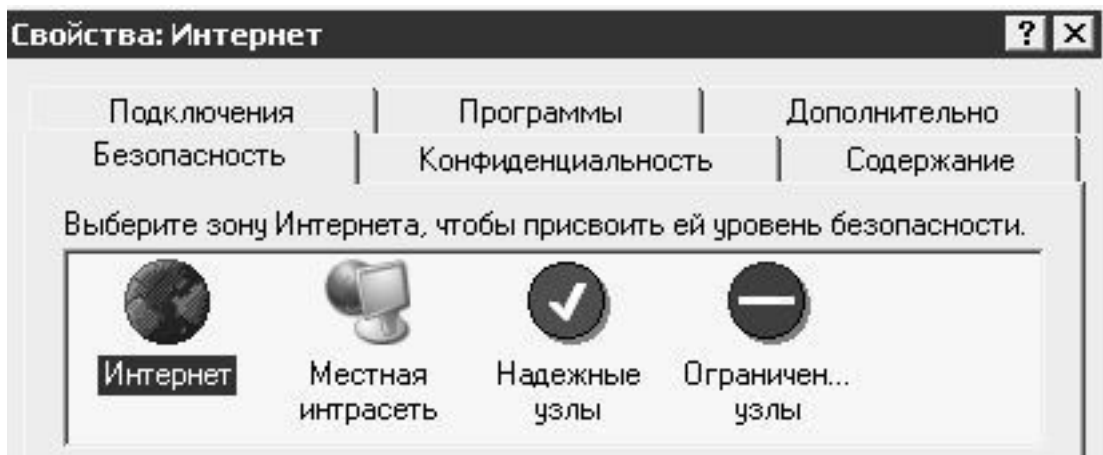 Свойства: Интернет
Подключения Программы Дополнительно
Безопасность Конфиденциальность Содержание
Выберите зону Интернета, чтобы присвоить ей уровень безопасности.
Интернет Местная Надежные Ограничен...
интрасеть узлы узлы